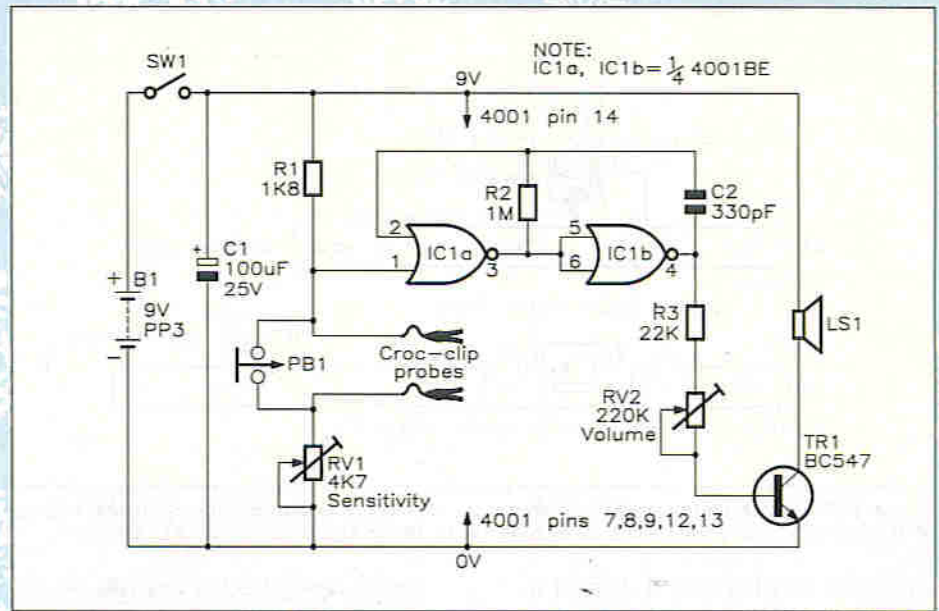 NOTE:
IC1a, IC1b=¼ 4001BE
SW1
9V
4001 pin 14
R1
1K8
R2
1M
C2
330pF
2
1
IC1a
3
5
6
IC1b
4
+
C1
100uF
25V
+
B1
9V
PP3
−
R3
22K
LS1
Croc-clip
probes
PB1
RV2
220K
Volume
RV1
4K7
Sensitivity
TR1
BC547
4001 pins 7,8,9,12,13
0V